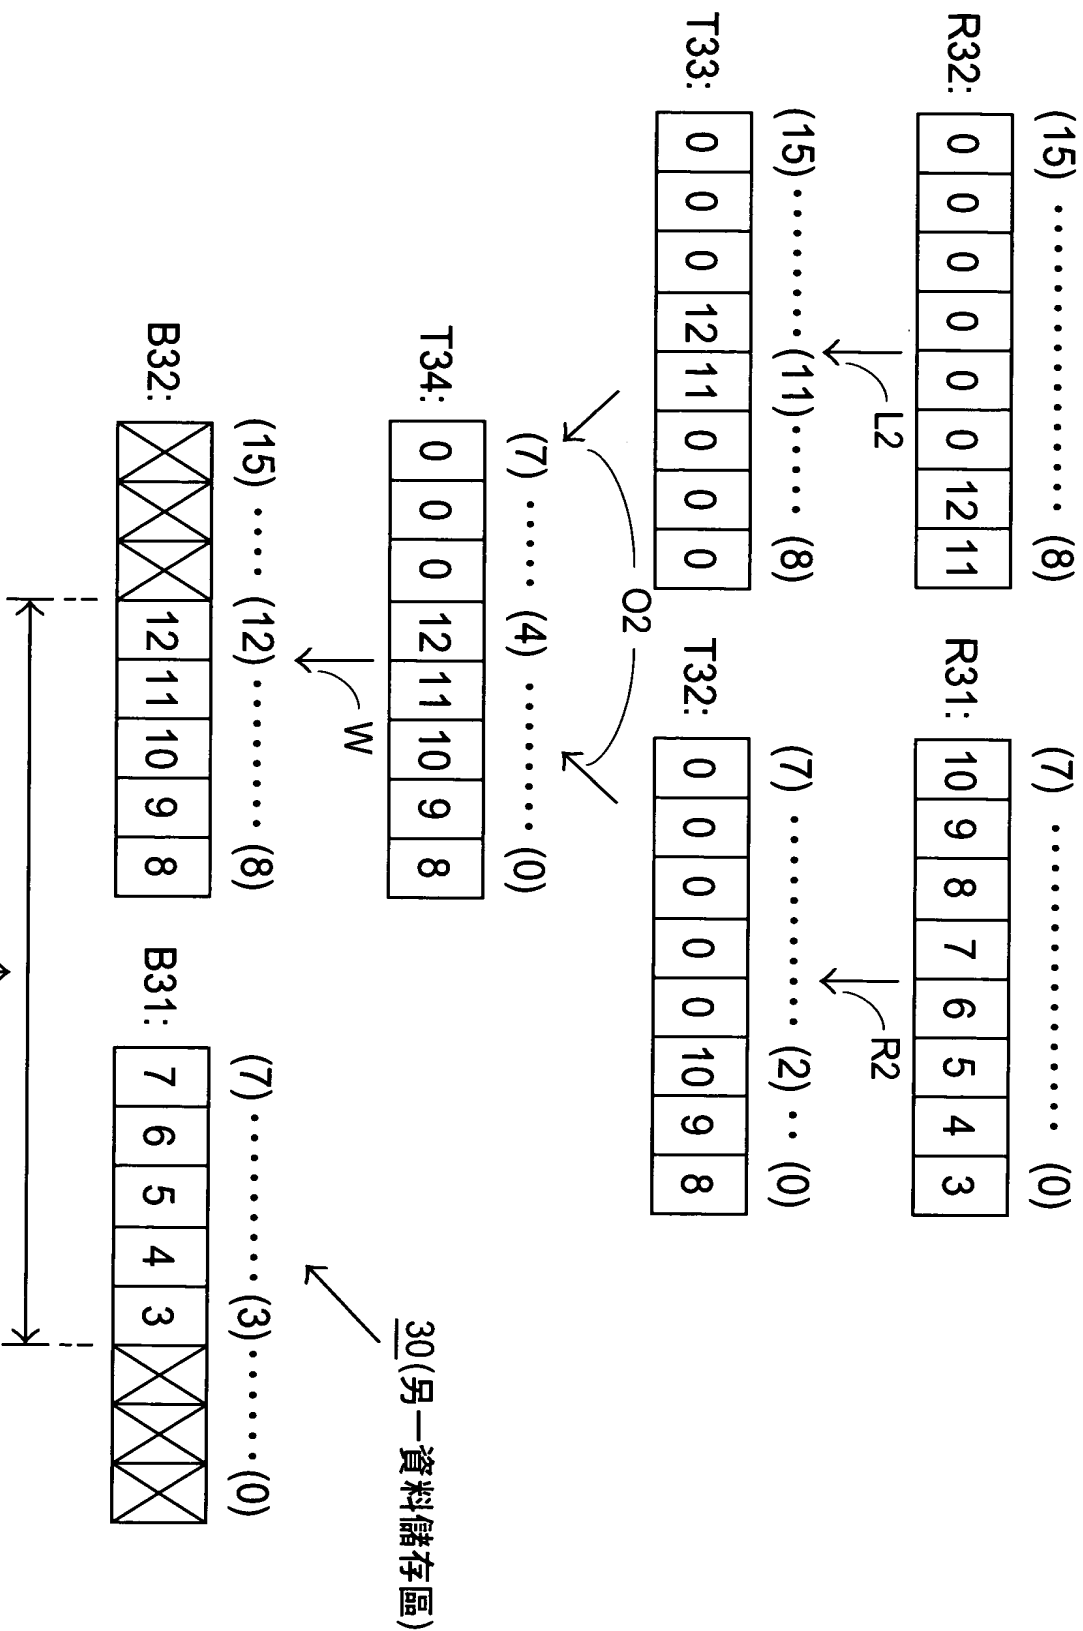 (15) ............... (8) (7) ............... (0)
R32: 0 0 0 0 0 0 12 11 R31: 10 9 8 7 6 5 4 3
L2 R2
(15) ......... (11) ..... (8) (7) .......... (2) .. (0)
T33: 0 0 0 12 11 0 0 0 T32: 0 0 0 0 0 10 9 8
O2
(7) ..... (4) ....... (0)
T34: 0 0 0 12 11 10 9 8
30(另一資料儲存區)
W
(15) .... (12) ....... (8) (7) ......... (3) ...... (0)
B32: 12 11 10 9 8 B31: 7 6 5 4 3